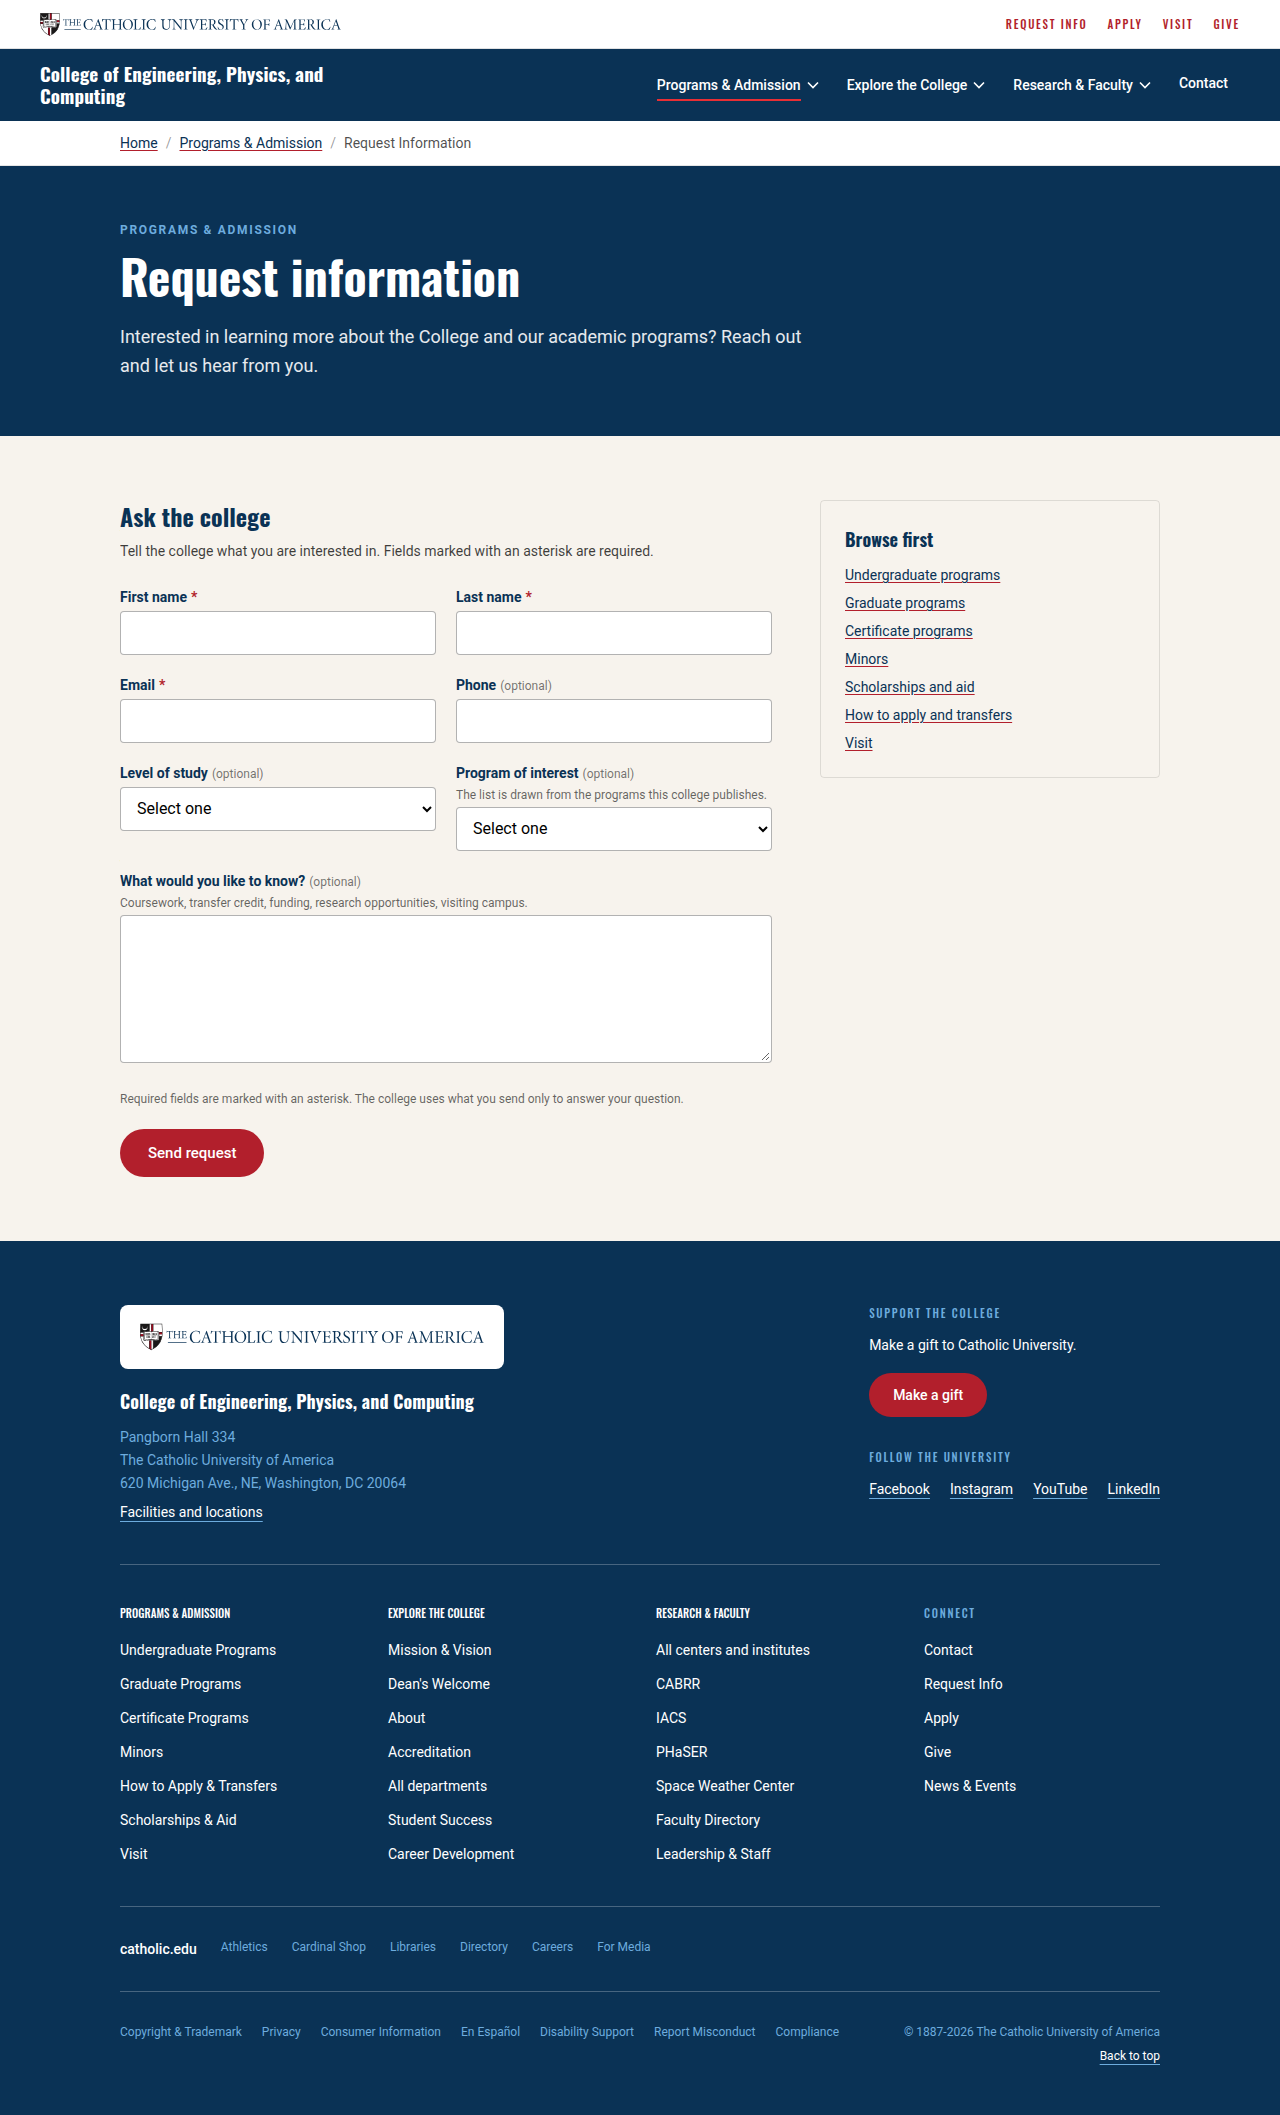 THE CATHOLIC UNIVERSITY OF AMERICA
REQUEST INFO APPLY VISIT GIVE
College of Engineering, Physics, and
Computing
Programs & Admission Explore the College Research & Faculty Contact
Home / Programs & Admission / Request Information
PROGRAMS & ADMISSION
Request information
Interested in learning more about the College and our academic programs? Reach out
and let us hear from you.
Ask the college
Tell the college what you are interested in. Fields marked with an asterisk are required.
First name *
Last name *
Email *
Phone (optional)
Level of study (optional)
Select one
Program of interest (optional)
The list is drawn from the programs this college publishes.
Select one
What would you like to know? (optional)
Coursework, transfer credit, funding, research opportunities, visiting campus.
Required fields are marked with an asterisk. The college uses what you send only to answer your question.
Send request
Browse first
Undergraduate programs
Graduate programs
Certificate programs
Minors
Scholarships and aid
How to apply and transfers
Visit
THE CATHOLIC UNIVERSITY OF AMERICA
College of Engineering, Physics, and Computing
Pangborn Hall 334
The Catholic University of America
620 Michigan Ave., NE, Washington, DC 20064
Facilities and locations
SUPPORT THE COLLEGE
Make a gift to Catholic University.
Make a gift
FOLLOW THE UNIVERSITY
Facebook Instagram YouTube LinkedIn
PROGRAMS & ADMISSION
Undergraduate Programs
Graduate Programs
Certificate Programs
Minors
How to Apply & Transfers
Scholarships & Aid
Visit
EXPLORE THE COLLEGE
Mission & Vision
Dean's Welcome
About
Accreditation
All departments
Student Success
Career Development
RESEARCH & FACULTY
All centers and institutes
CABRR
IACS
PHaSER
Space Weather Center
Faculty Directory
Leadership & Staff
CONNECT
Contact
Request Info
Apply
Give
News & Events
catholic.edu Athletics Cardinal Shop Libraries Directory Careers For Media
Copyright & Trademark Privacy Consumer Information En Español Disability Support Report Misconduct Compliance
© 1887-2026 The Catholic University of America
Back to top